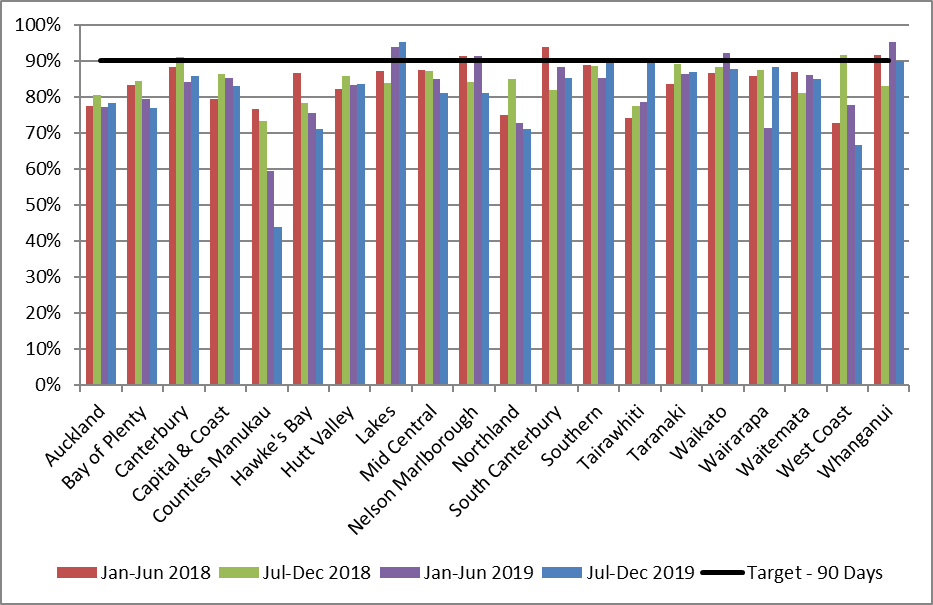 100%
90%
80%
70%
60%
50%
40%
30%
20%
10%
0%
Auckland
Bay of Plenty
Canterbury
Capital & Coast
Counties Manukau
Hawke's Bay
Hutt Valley
Lakes
Mid Central
Nelson Marlborough
Northland
South Canterbury
Southern
Tairawhiti
Taranaki
Waikato
Wairarapa
Waitemata
West Coast
Whanganui
Jan-Jun 2018 Jul-Dec 2018 Jan-Jun 2019 Jul-Dec 2019 Target - 90 Days